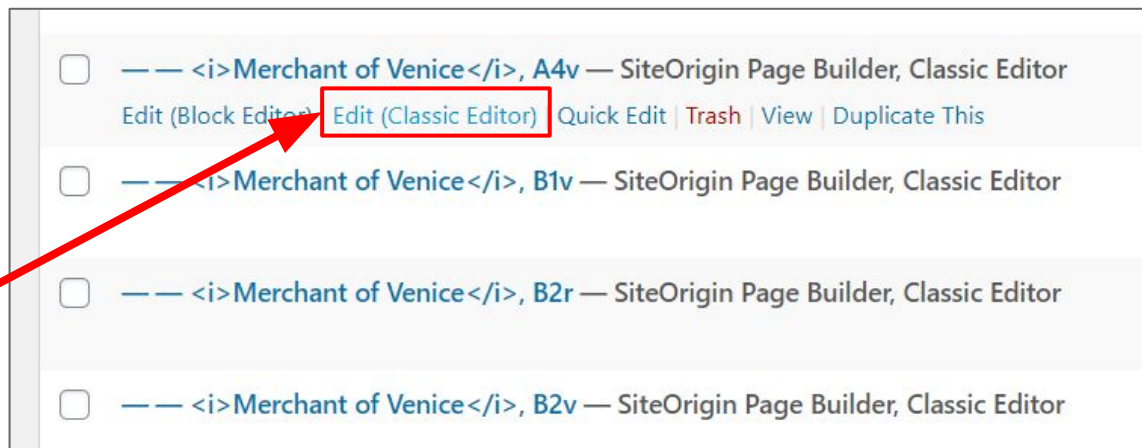 —— <i>Merchant of Venice</i>, A4v — SiteOrigin Page Builder, Classic Editor
Edit (Block Editor) | Edit (Classic Editor) | Quick Edit | Trash | View | Duplicate This
—— <i>Merchant of Venice</i>, B1v — SiteOrigin Page Builder, Classic Editor
—— <i>Merchant of Venice</i>, B2r — SiteOrigin Page Builder, Classic Editor
—— <i>Merchant of Venice</i>, B2v — SiteOrigin Page Builder, Classic Editor